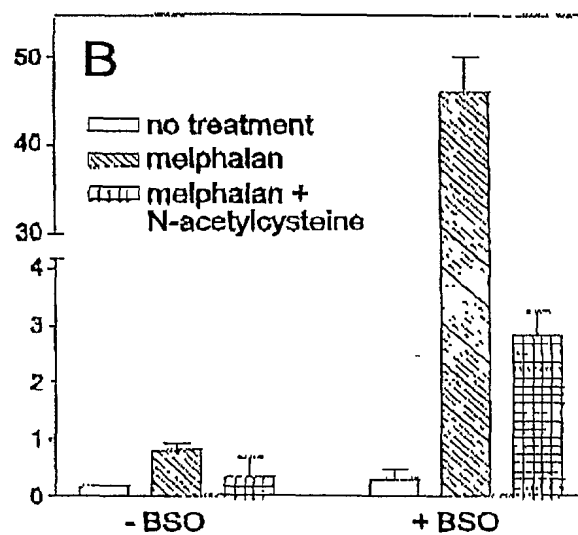 B
50
40
30
4
3
2
1
0
no treatment
melphalan
melphalan +
N-acetylcysteine
- BSO
+ BSO